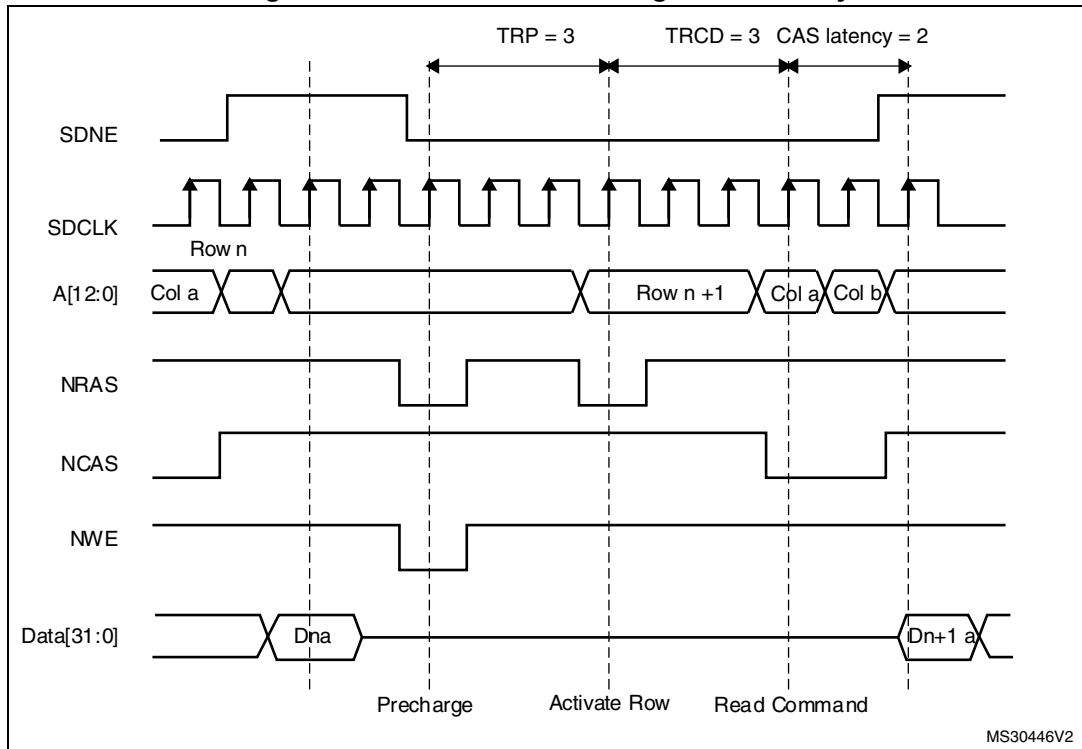 TRP = 3 TRCD = 3 CAS latency = 2
SDNE
SDCLK
Row n
A[12:0] Col a Row n +1 Col a Col b
NRAS
NCAS
NWE
Data[31:0] Dna Dn+1 a
Precharge Activate Row Read Command
MS30446V2